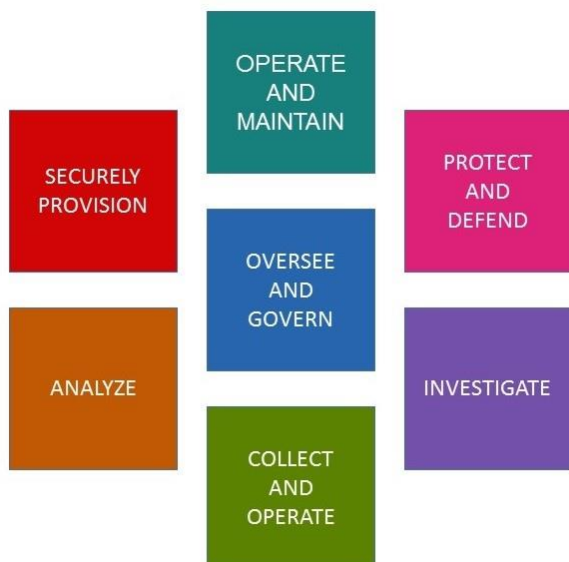 OPERATE
AND
MAINTAIN
SECURELY
PROVISION
PROTECT
AND
DEFEND
OVERSEE
AND
GOVERN
ANALYZE
INVESTIGATE
COLLECT
AND
OPERATE